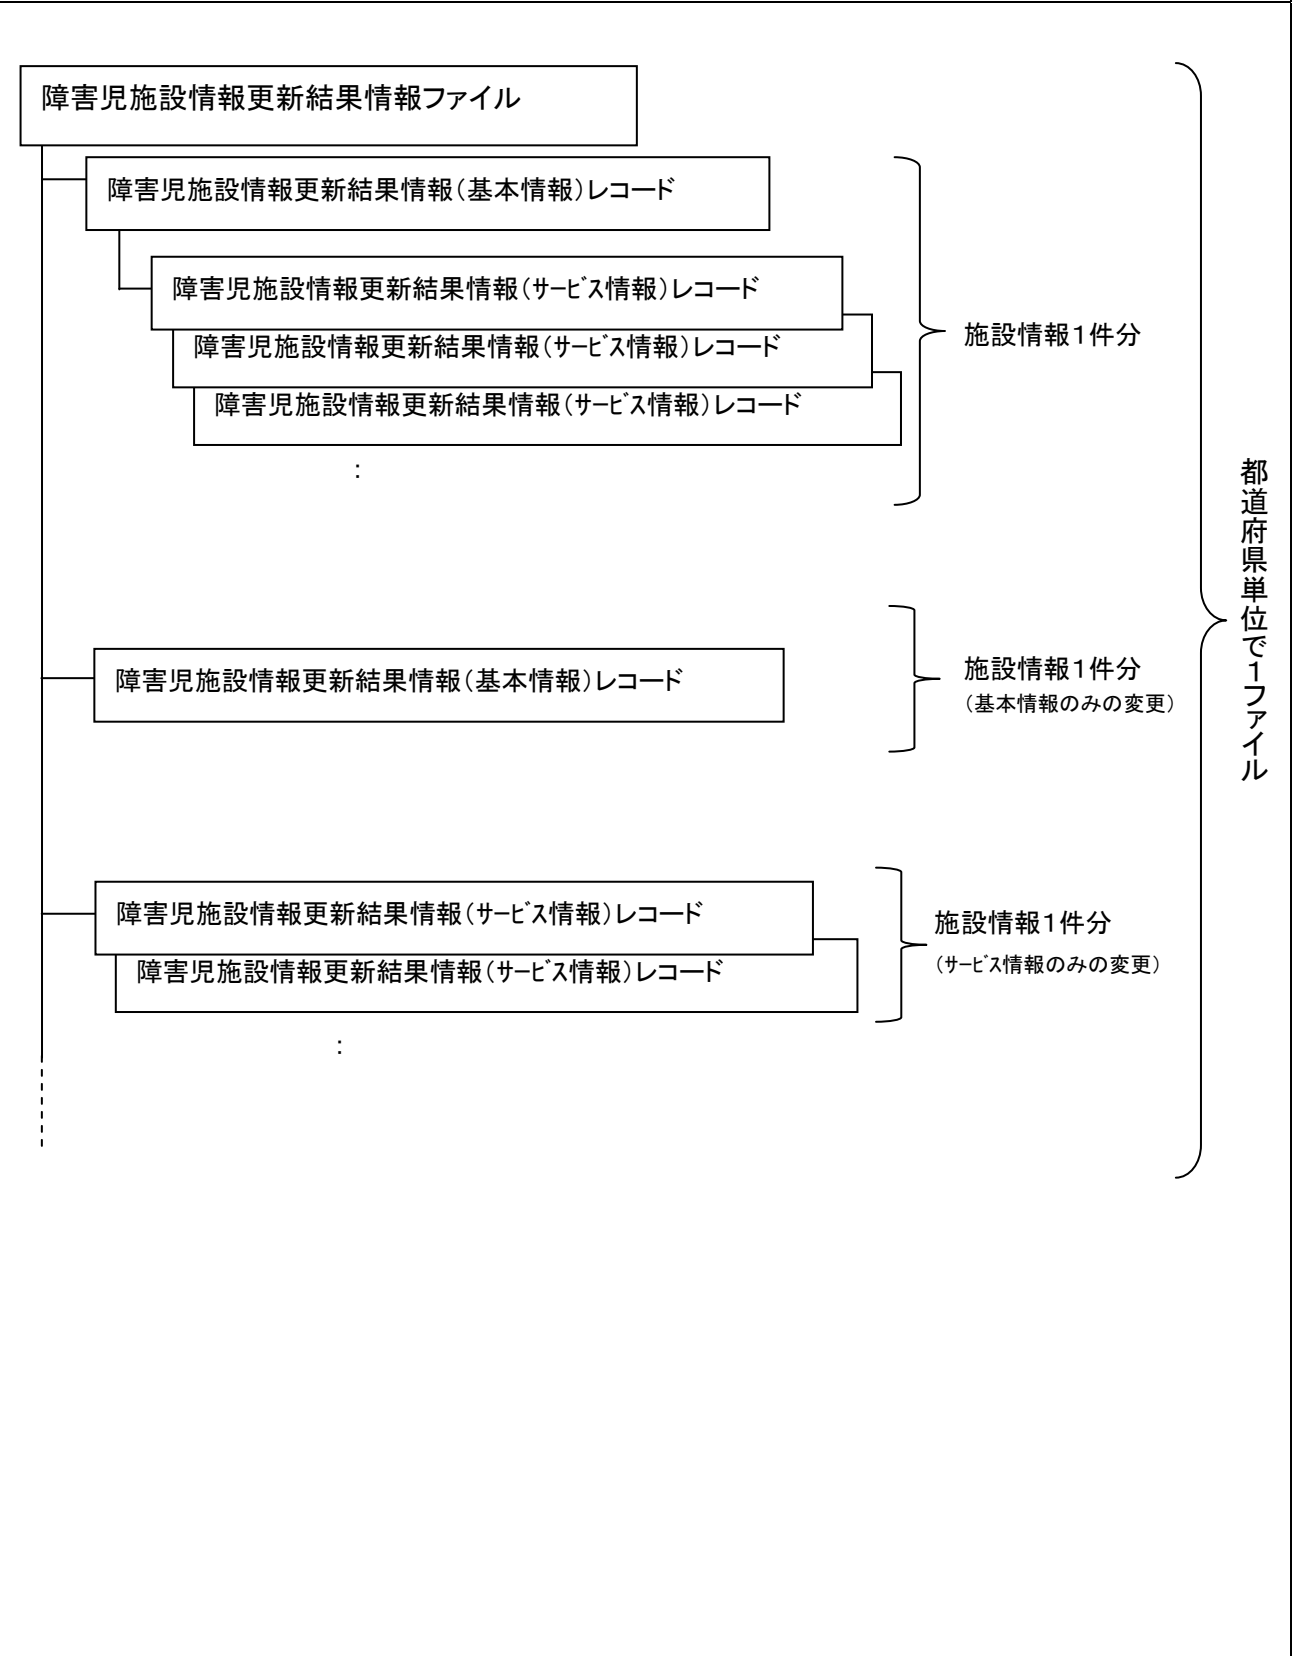 障害児施設情報更新結果情報ファイル
障害児施設情報更新結果情報(基本情報)レコード
障害児施設情報更新結果情報(ｻｰﾋﾞｽ情報)レコード
障害児施設情報更新結果情報(ｻｰﾋﾞｽ情報)レコード
障害児施設情報更新結果情報(ｻｰﾋﾞｽ情報)レコード
:
施設情報1件分
障害児施設情報更新結果情報(基本情報)レコード
施設情報1件分
(基本情報のみの変更)
障害児施設情報更新結果情報(ｻｰﾋﾞｽ情報)レコード
障害児施設情報更新結果情報(ｻｰﾋﾞｽ情報)レコード
:
施設情報1件分
(ｻｰﾋﾞｽ情報のみの変更)
都道府県単位で1ファイル